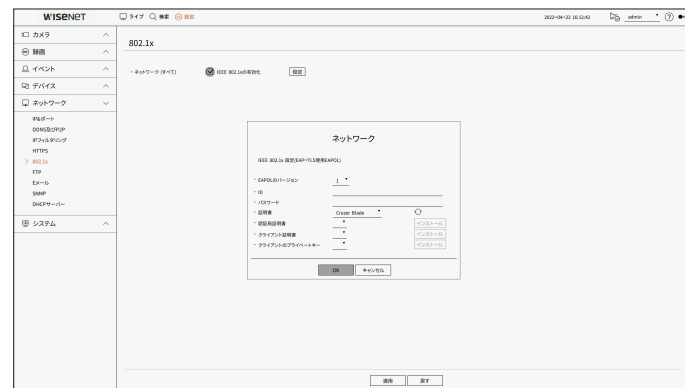 WISENET ライブ 検索 設定 2022-04-22 16:12:42 admin
カメラ
録画
イベント
デバイス
ネットワーク
IP&ポート
DDNS及びP2P
IPフィルタリング
HTTPS
802.1x
FTP
Eメール
SNMP
DHCPサーバー
システム
802.1x
ネットワーク (すべて) IEEE 802.1xの有効化 設定
ネットワーク
IEEE 802.1x 設定(EAP-TLS使用EAPOL)
EAPOLのバージョン 1
ID
パスワード
証明書 Cruzer Blade
認証局証明書 インストール
クライアント証明書 インストール
クライアントのプライベートキー インストール
OK キャンセル
適用 戻す